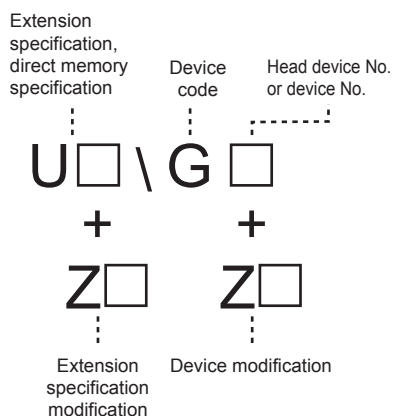 Extension
specification,
direct memory
specification
Device
code
Head device No.
or device No.
U□ \ G □
+ +
Z□ Z□
Extension
specification
modification
Device modification